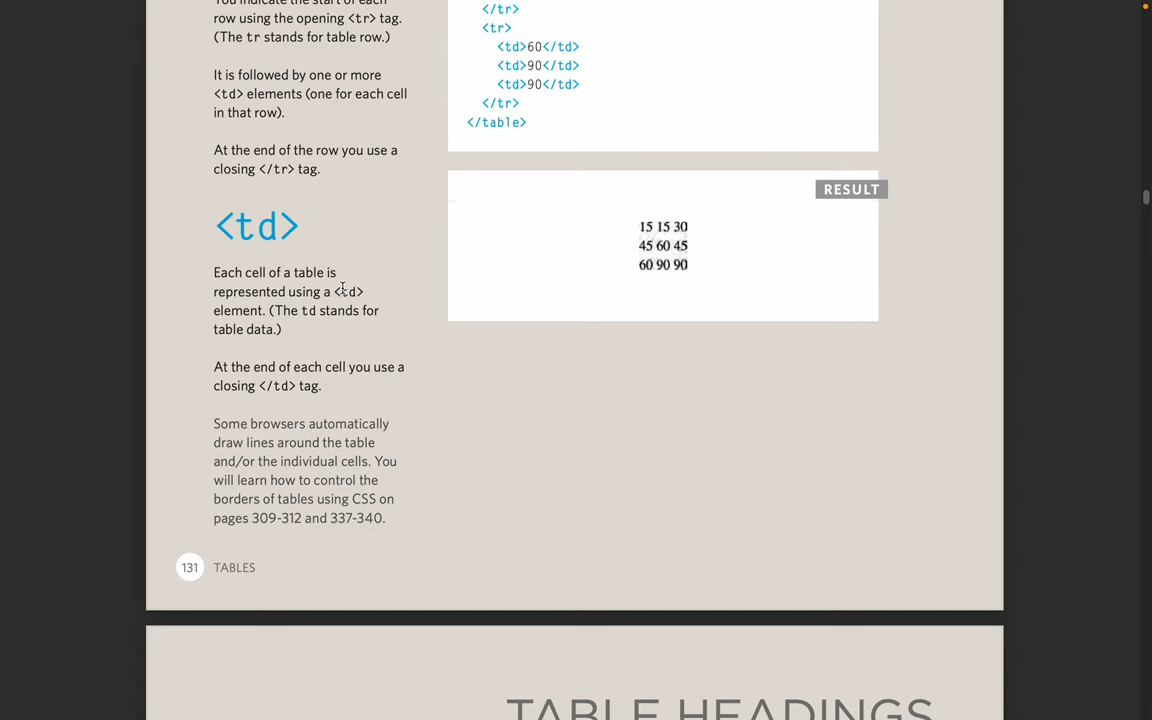 You indicate the start of each
row using the opening <tr> tag.
(The tr stands for table row.)
It is followed by one or more
<td> elements (one for each cell
in that row).
At the end of the row you use a
closing </tr> tag.
<td>
Each cell of a table is
represented using a <td>
element. (The td stands for
table data.)
At the end of each cell you use a
closing </td> tag.
Some browsers automatically
draw lines around the table
and/or the individual cells. You
will learn how to control the
borders of tables using CSS on
pages 309-312 and 337-340.
131 TABLES
</tr>
<tr>
<td>60</td>
<td>90</td>
<td>90</td>
</tr>
</table>
RESULT
15 15 30
45 60 45
60 90 90
TABLE HEADINGS